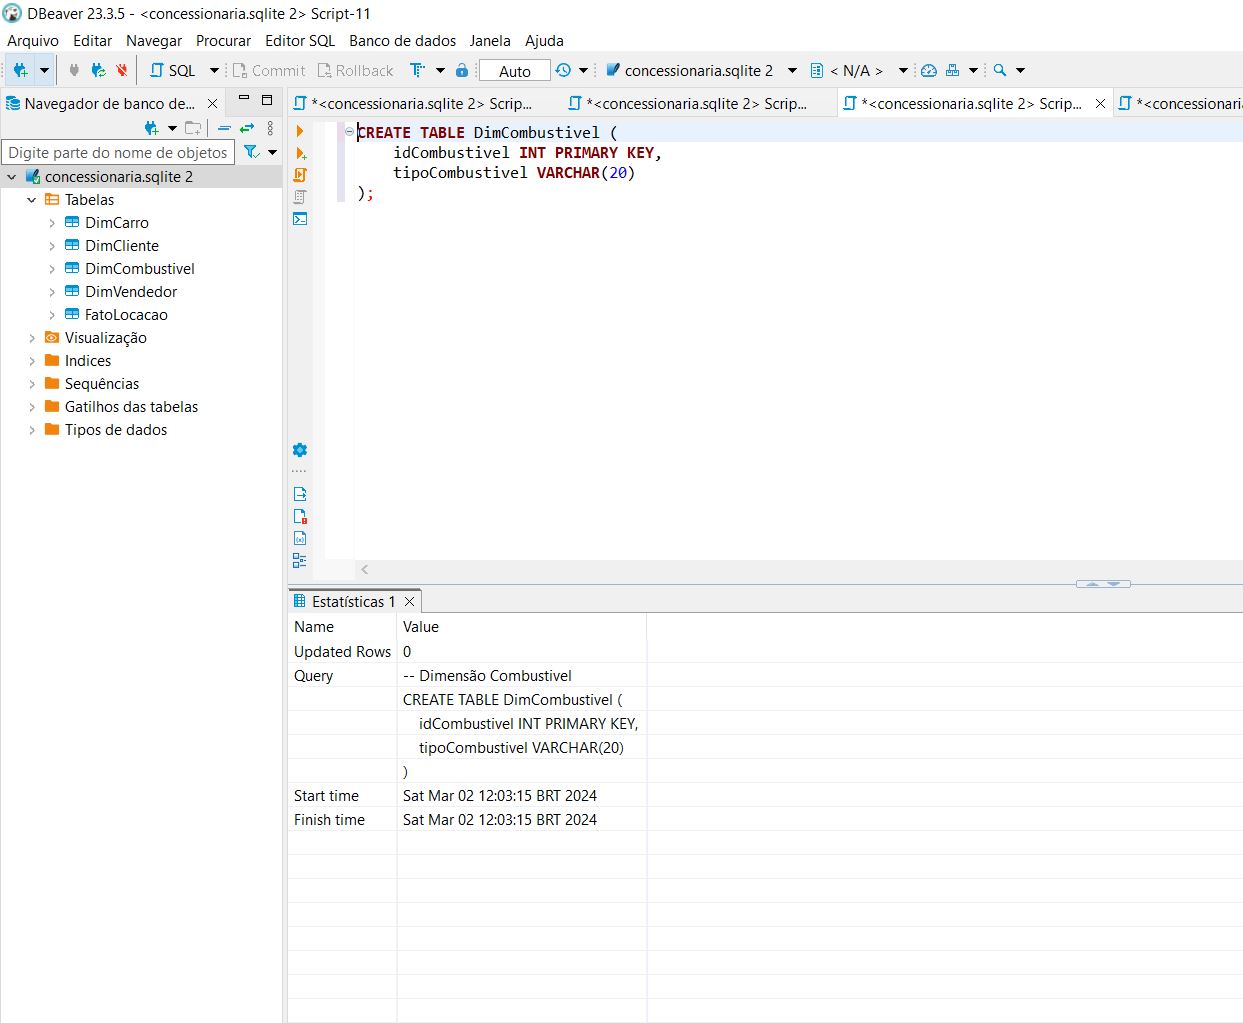 DBeaver 23.3.5 - <concessionaria.sqlite 2> Script-11
Arquivo Editar Navegar Procurar Editor SQL Banco de dados Janela Ajuda
SQL Commit Rollback Auto concessionaria.sqlite 2 < N/A >
Navegador de banco de...
*<concessionaria.sqlite 2> Scrip... *<concessionaria.sqlite 2> Scrip... *<concessionaria.sqlite 2> Scrip... *<concessionari
Digite parte do nome de objetos
concessionaria.sqlite 2
Tabelas
DimCarro
DimCliente
DimCombustivel
DimVendedor
FatoLocacao
Visualização
Indices
Sequências
Gatilhos das tabelas
Tipos de dados
CREATE TABLE DimCombustivel (
idCombustivel INT PRIMARY KEY,
tipoCombustivel VARCHAR(20)
);
Estatísticas 1
Name Value
Updated Rows 0
Query -- Dimensão Combustivel
CREATE TABLE DimCombustivel (
idCombustivel INT PRIMARY KEY,
tipoCombustivel VARCHAR(20)
)
Start time Sat Mar 02 12:03:15 BRT 2024
Finish time Sat Mar 02 12:03:15 BRT 2024